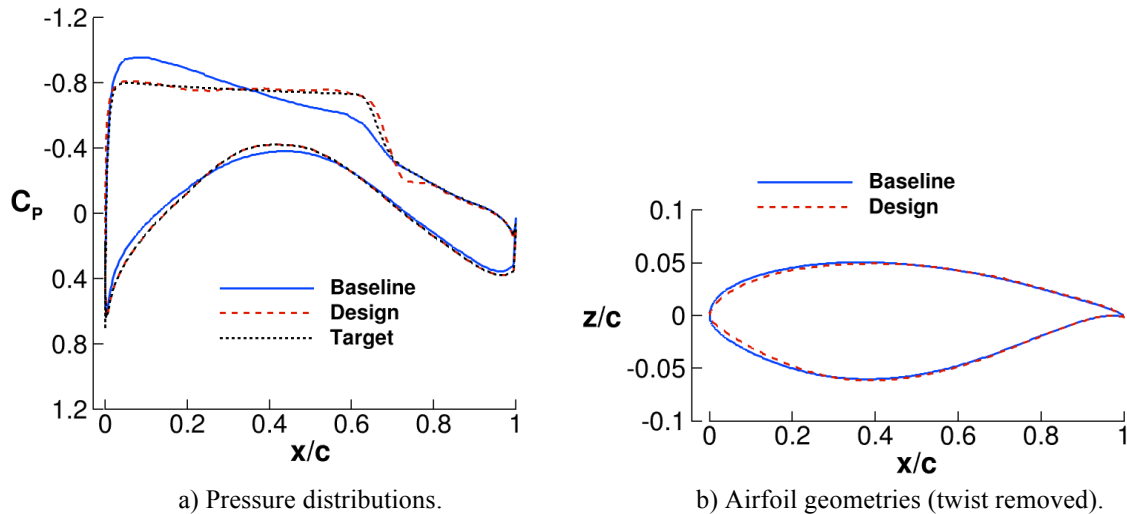 -1.2
-0.8
-0.4
0
0.4
0.8
1.2
C_P
Baseline
Design
Target
0 0.2 0.4 0.6 0.8 1
x/c
a) Pressure distributions.
Baseline
Design
0.1
0.05
0
-0.05
-0.1
z/c
0 0.2 0.4 0.6 0.8 1
x/c
b) Airfoil geometries (twist removed).